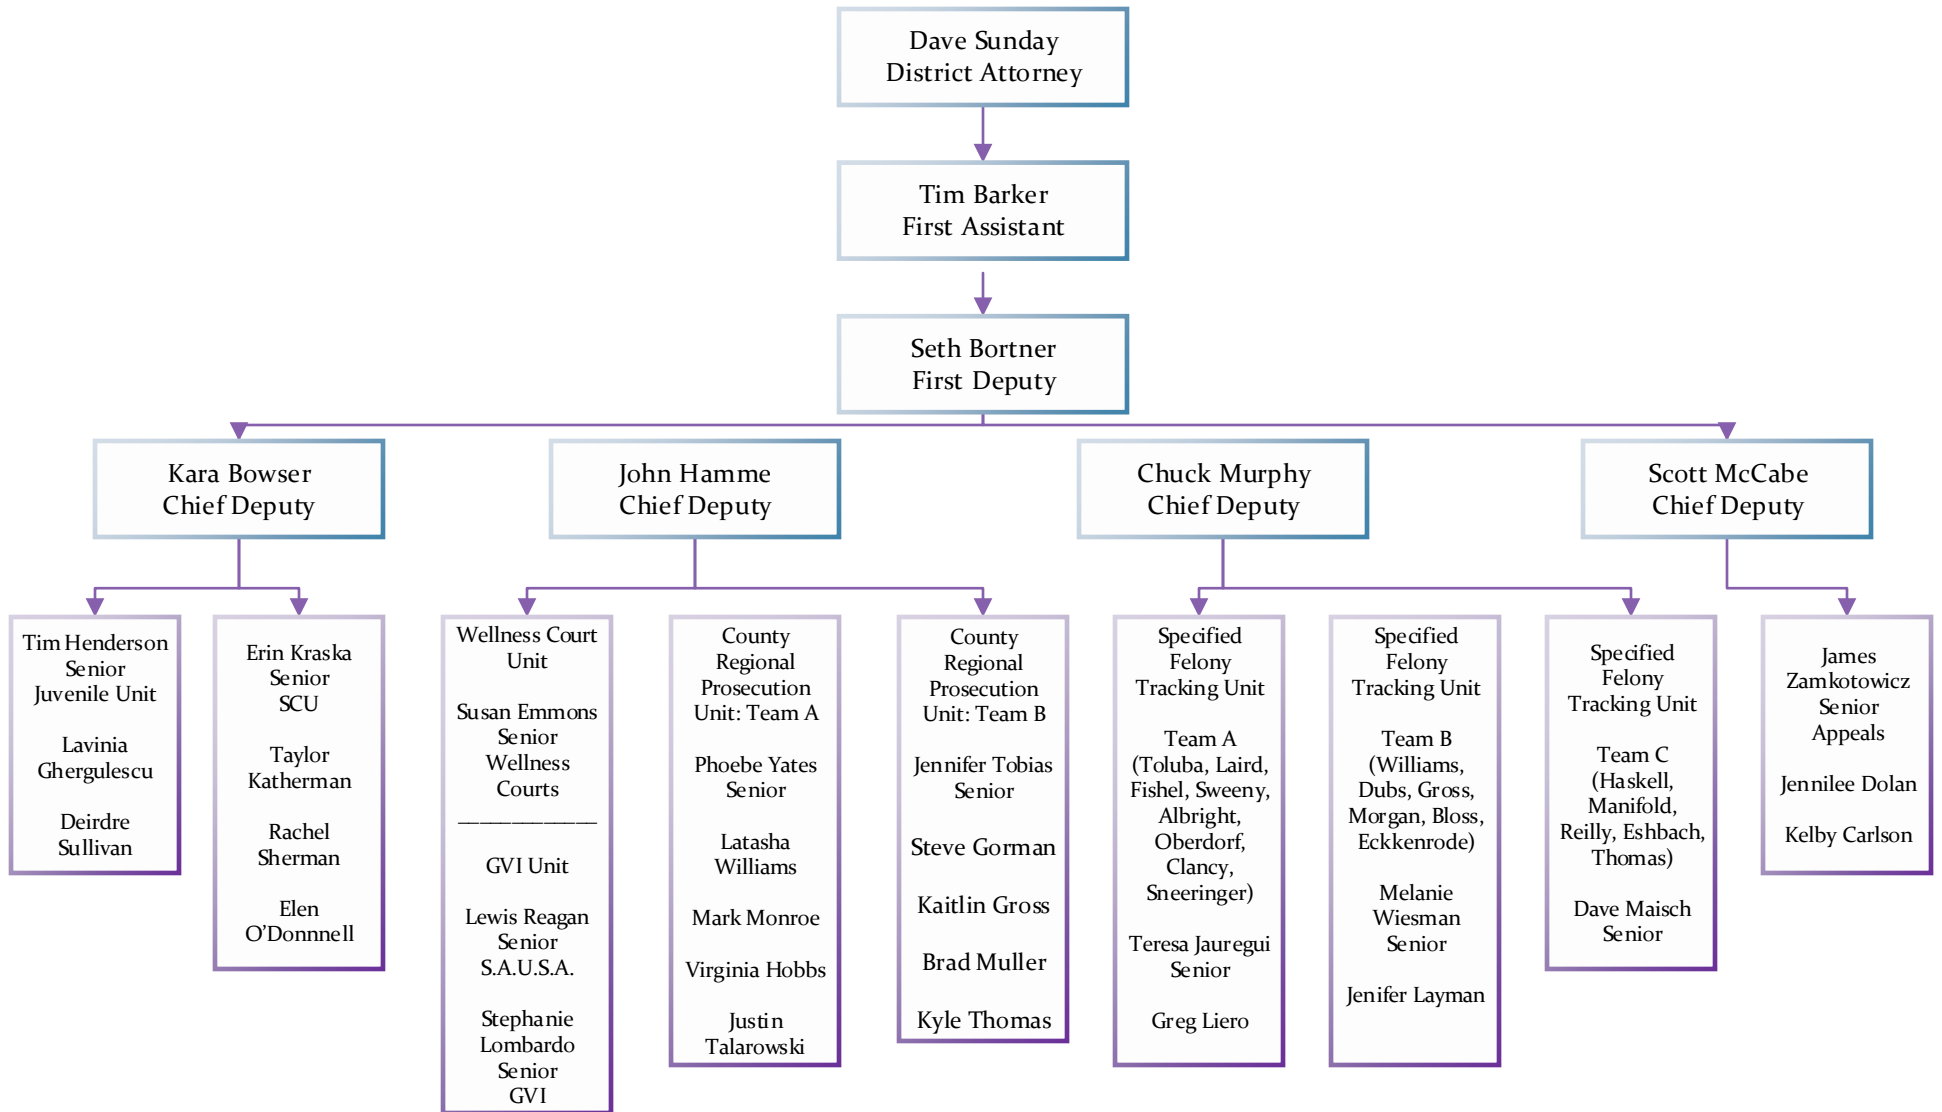 Dave Sunday
District Attorney
Tim Barker
First Assistant
Seth Bortner
First Deputy
Kara Bowser
Chief Deputy
John Hamme
Chief Deputy
Chuck Murphy
Chief Deputy
Scott McCabe
Chief Deputy
Tim Henderson
Senior
Juvenile Unit
Lavinia
Ghergulescu
Deirdre
Sullivan
Erin Kraska
Senior
SCU
Taylor
Katherman
Rachel
Sherman
Elen
O'Donnnell
Wellness Court
Unit
Susan Emmons
Senior
Wellness
Courts
_____________
GVI Unit
Lewis Reagan
Senior
S.A.U.S.A.
Stephanie
Lombardo
Senior
GVI
County
Regional
Prosecution
Unit: Team A
Phoebe Yates
Senior
Latasha
Williams
Mark Monroe
Virginia Hobbs
Justin
Talarowski
County
Regional
Prosecution
Unit: Team B
Jennifer Tobias
Senior
Steve Gorman
Kaitlin Gross
Brad Muller
Kyle Thomas
Specified
Felony
Tracking Unit
Team A
(Toluba, Laird,
Fishel, Sweeny,
Albright,
Oberdorf,
Clancy,
Sneeringer)
Teresa Jauregui
Senior
Greg Liero
Specified
Felony
Tracking Unit
Team B
(Williams,
Dubs, Gross,
Morgan, Bloss,
Eckkenrode)
Melanie
Wiesman
Senior
Jenifer Layman
Specified
Felony
Tracking Unit
Team C
(Haskell,
Manifold,
Reilly, Eshbach,
Thomas)
Dave Maisch
Senior
James
Zamkotowicz
Senior
Appeals
Jennilee Dolan
Kelby Carlson